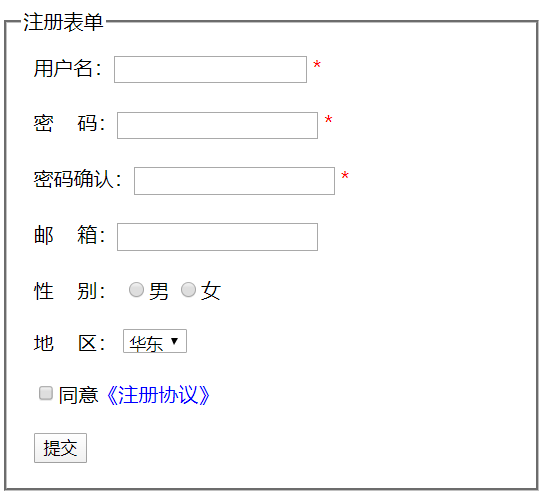 注册表单
用户名： *
密 码： *
密码确认： *
邮 箱：
性 别： 男 女
地 区： 华东
同意《注册协议》
提交